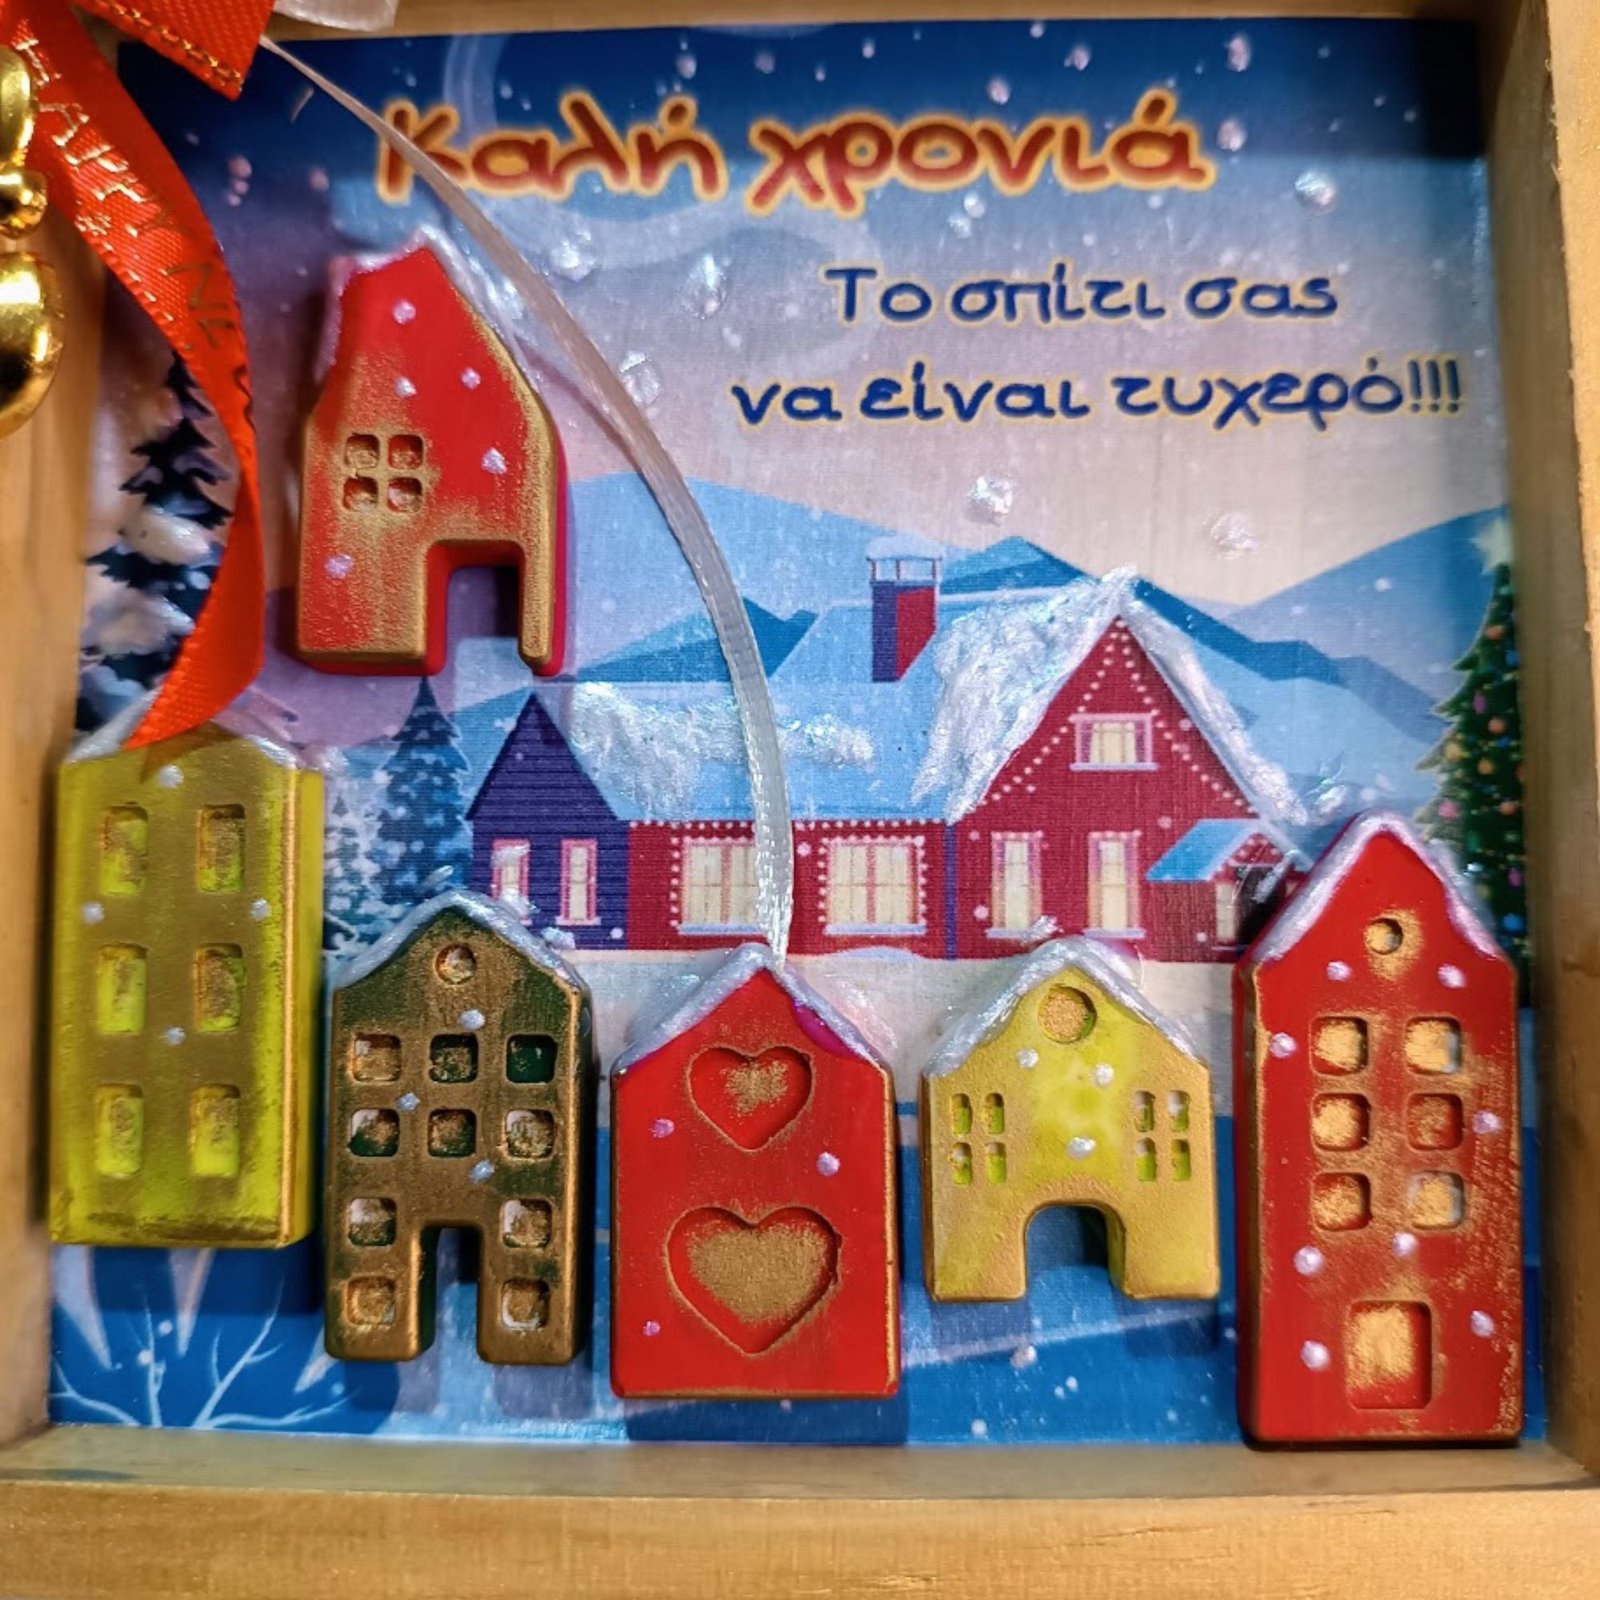 Καλή χρονιά
Το σπίτι σας
να είναι τυχερό!!!